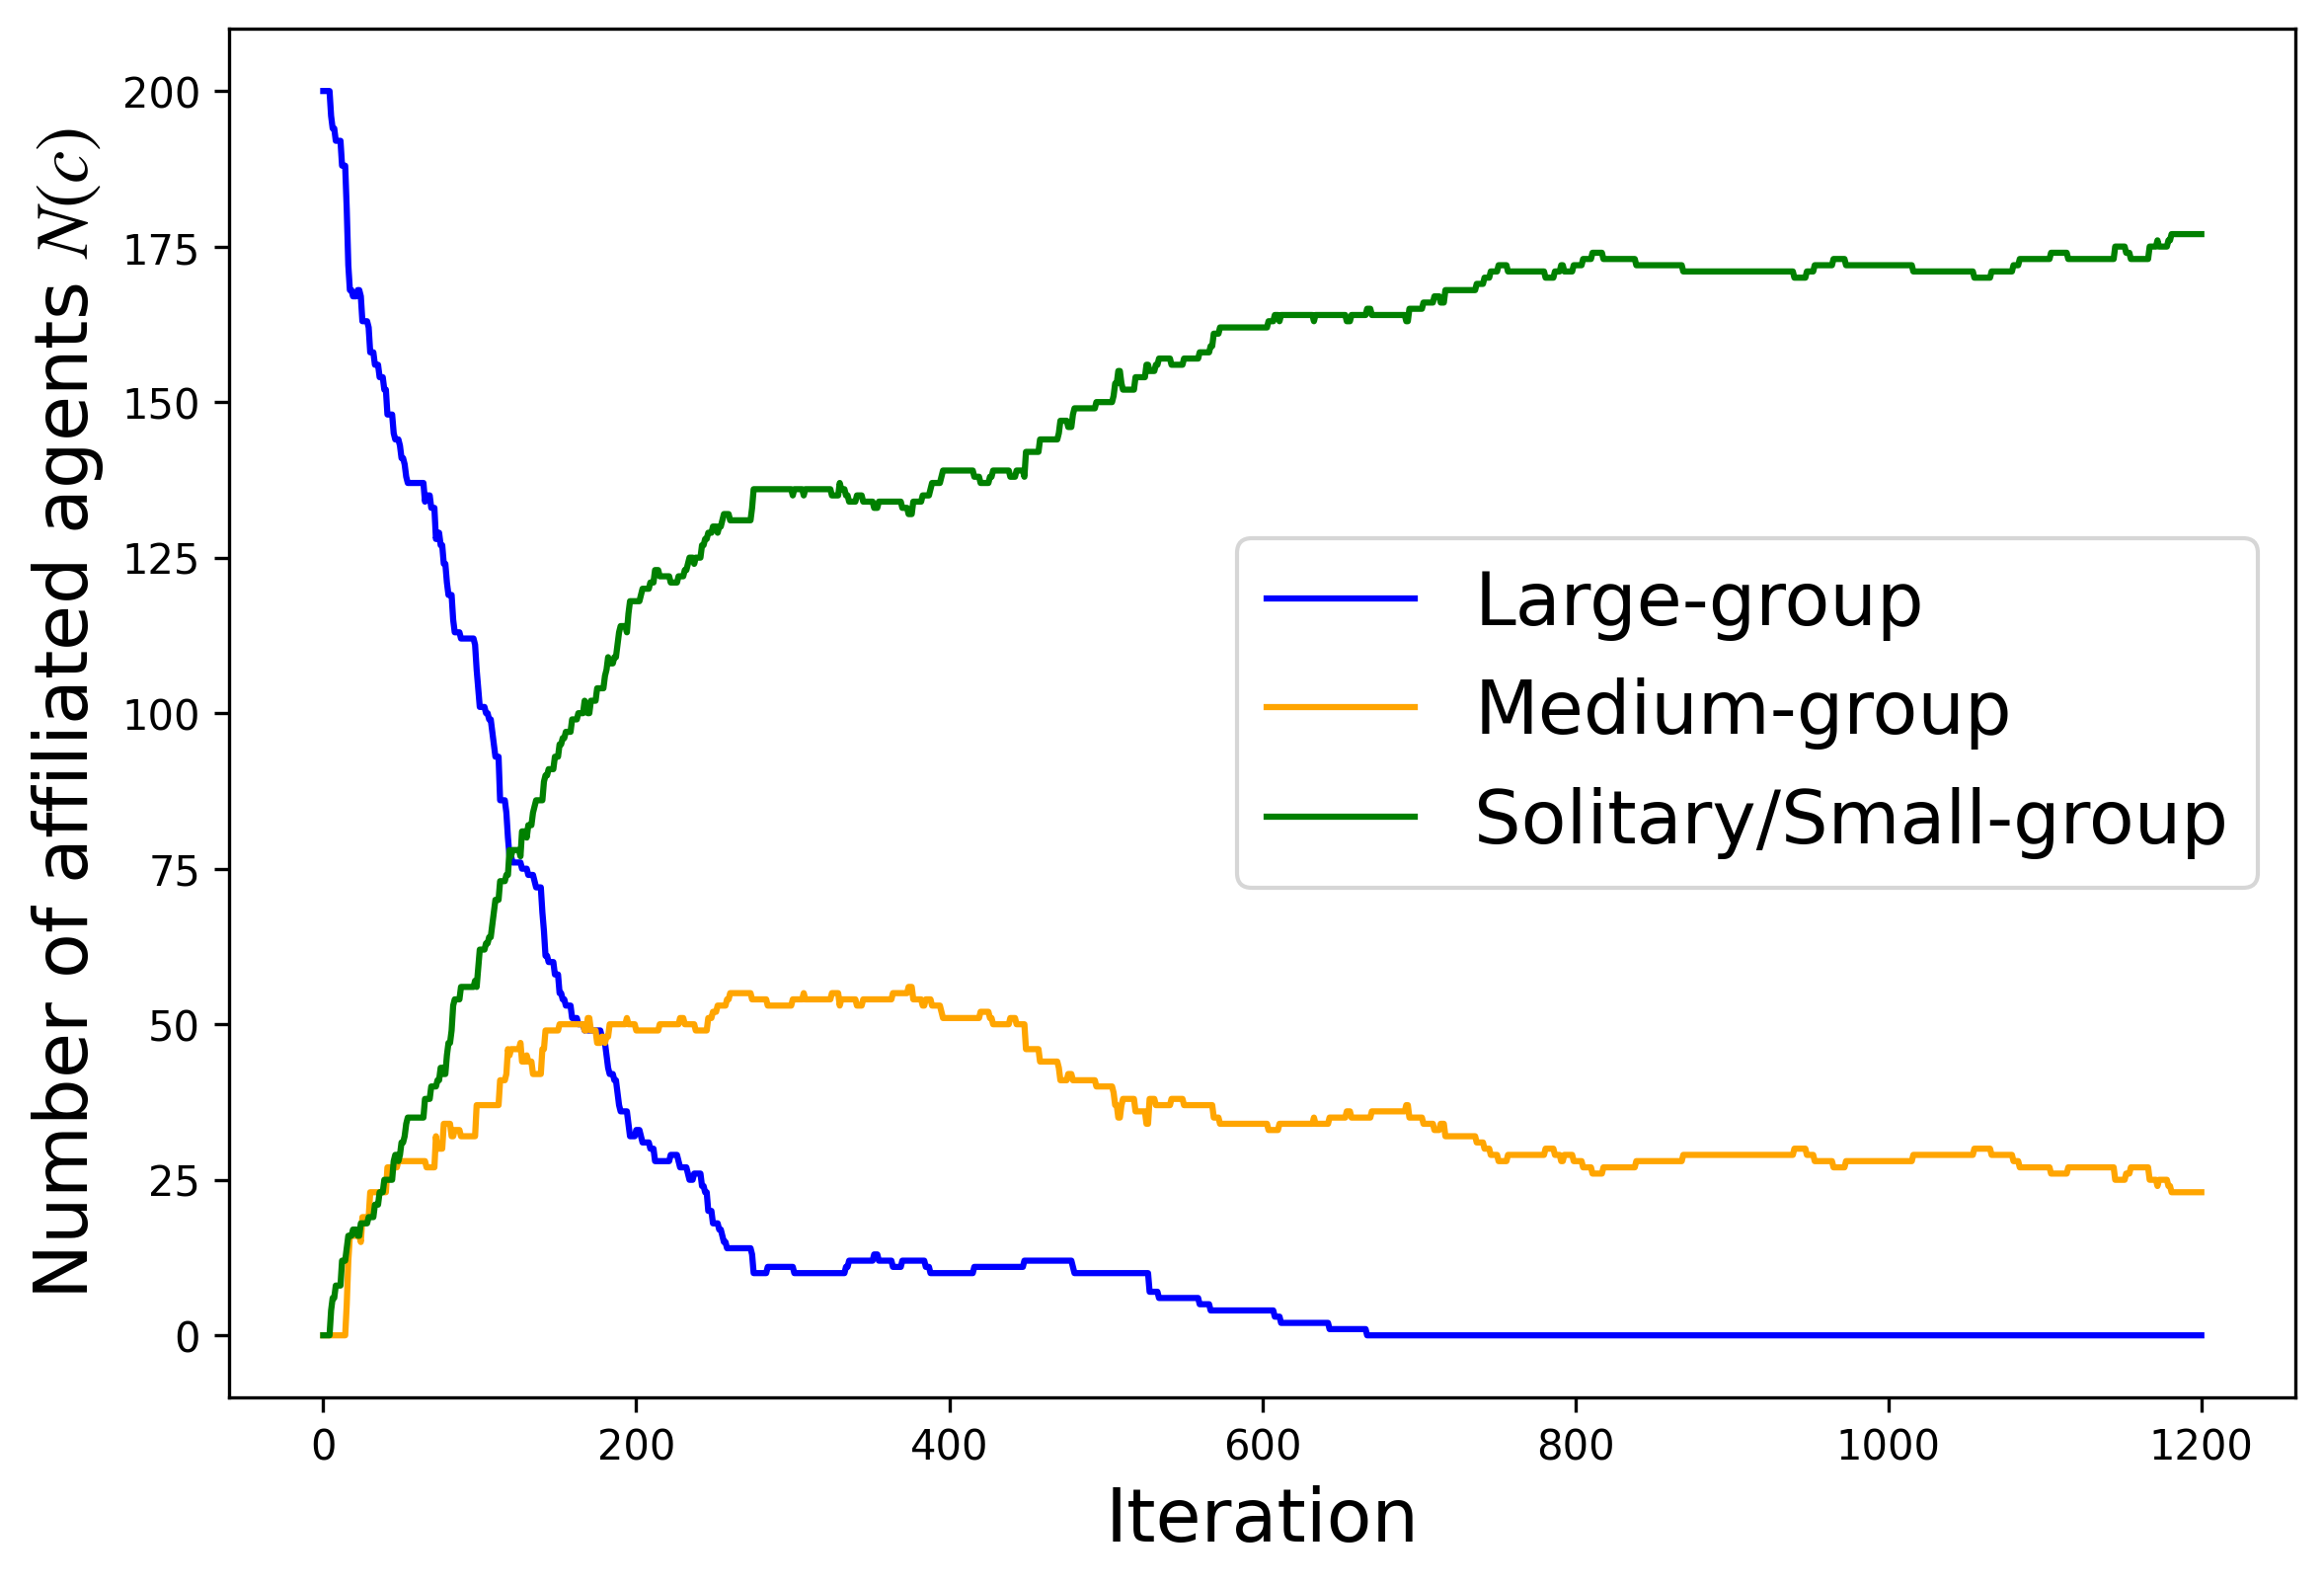 Number of affiliated agents N(c)
200
175
150
125
100
75
50
25
0
Large-group
Medium-group
Solitary/Small-group
0 200 400 600 800 1000 1200
Iteration